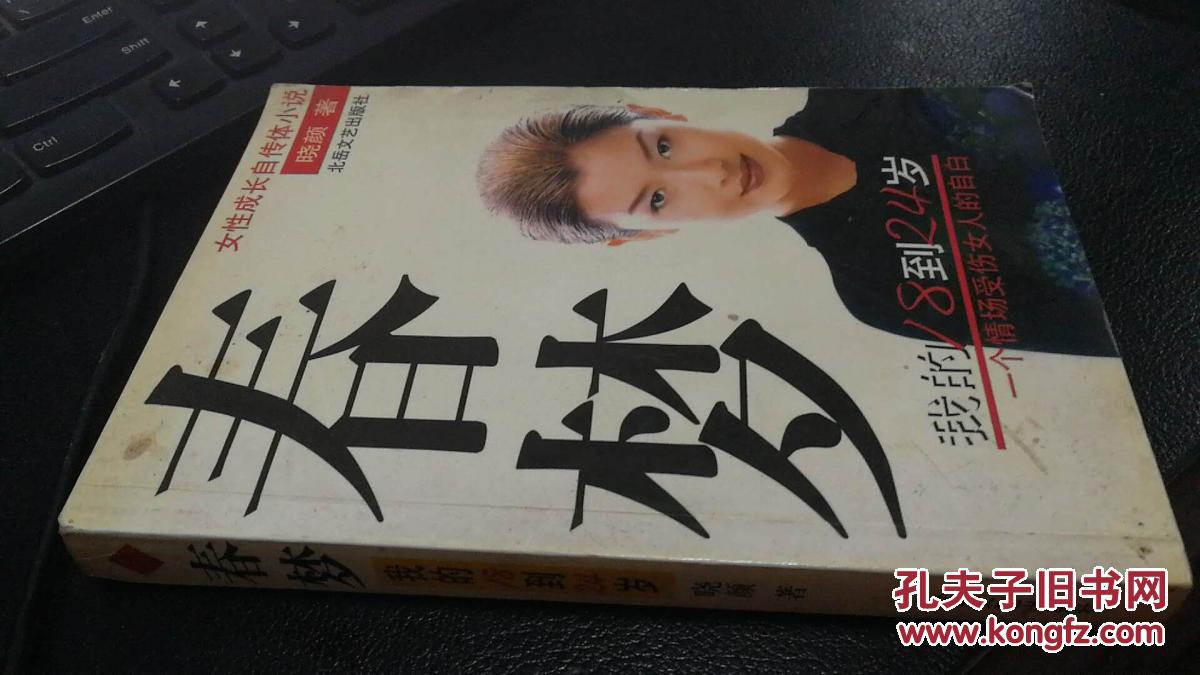 女性成长自传体小说
晓颜 著
北岳文艺出版社
春梦
我的18到24岁
一个情场受伤女人的自白
春梦 我的18到24岁 晓颜 著
Enter
Shift
Ctrl
孔夫子旧书网
www.kongfz.com